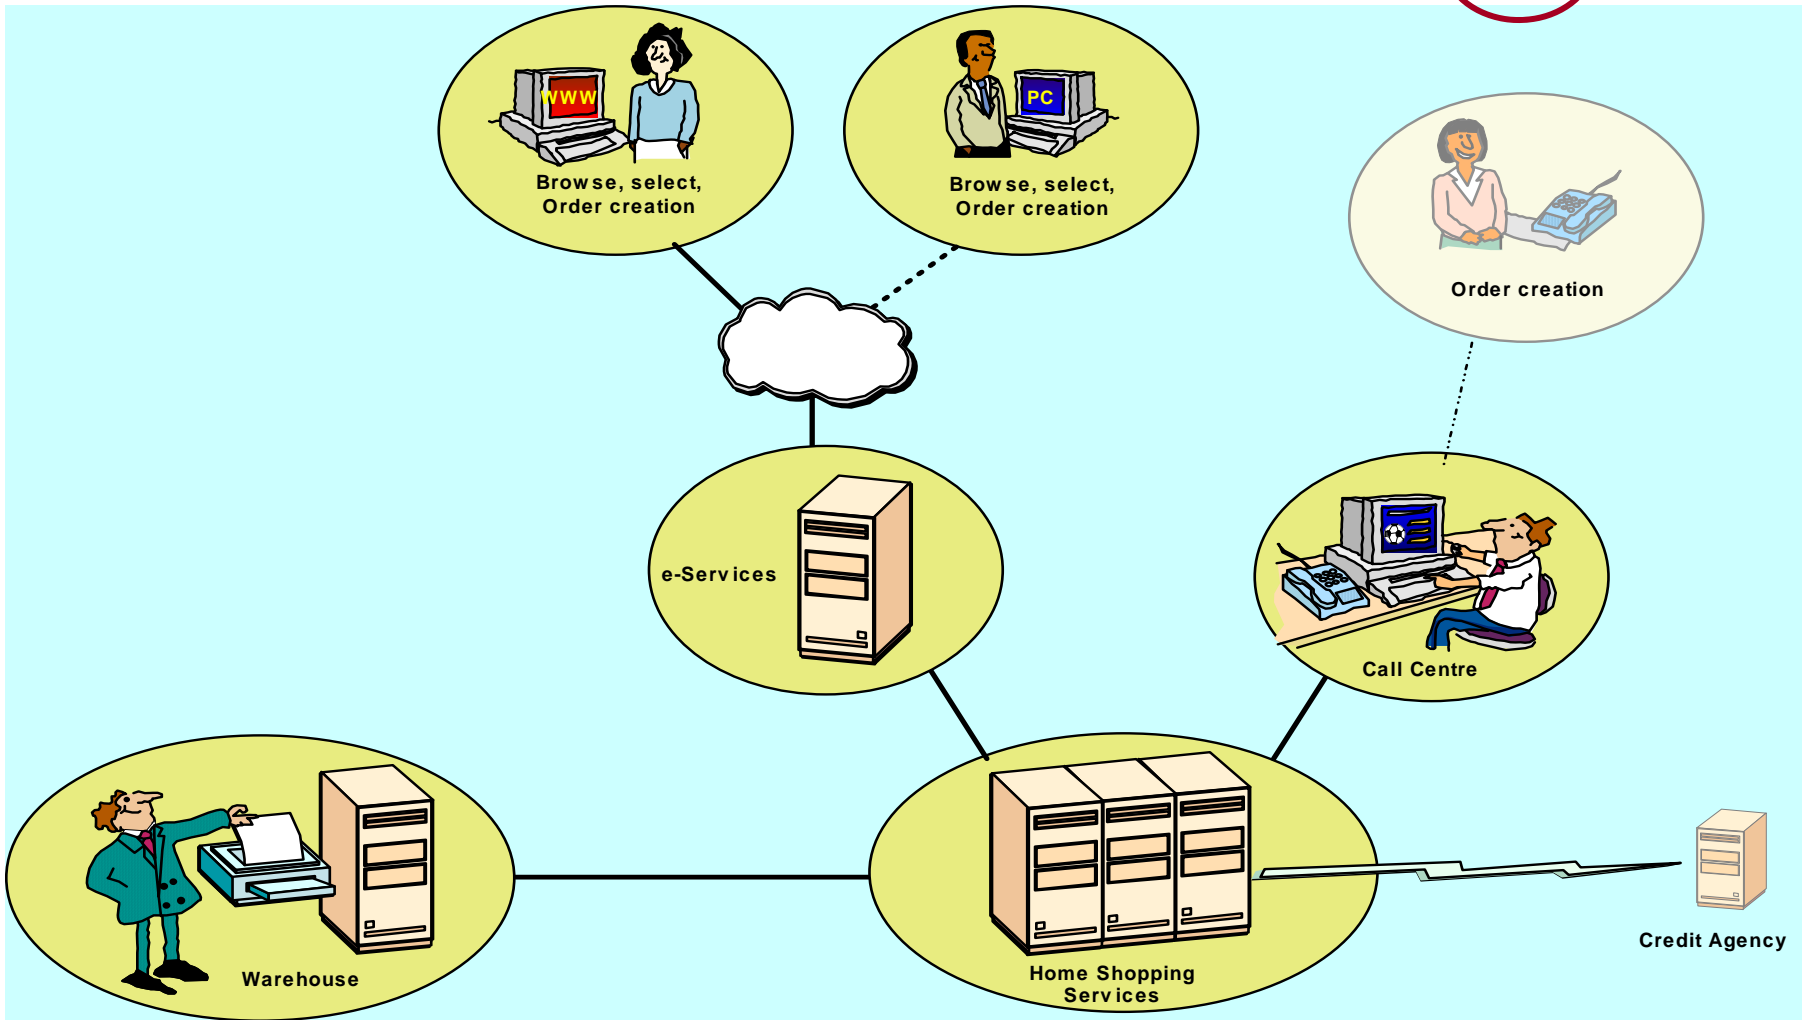 WWW
PC
Browse, select,
Order creation
Browse, select,
Order creation
Order creation
e-Services
Call Centre
Warehouse
Home Shopping
Services
Credit Agency